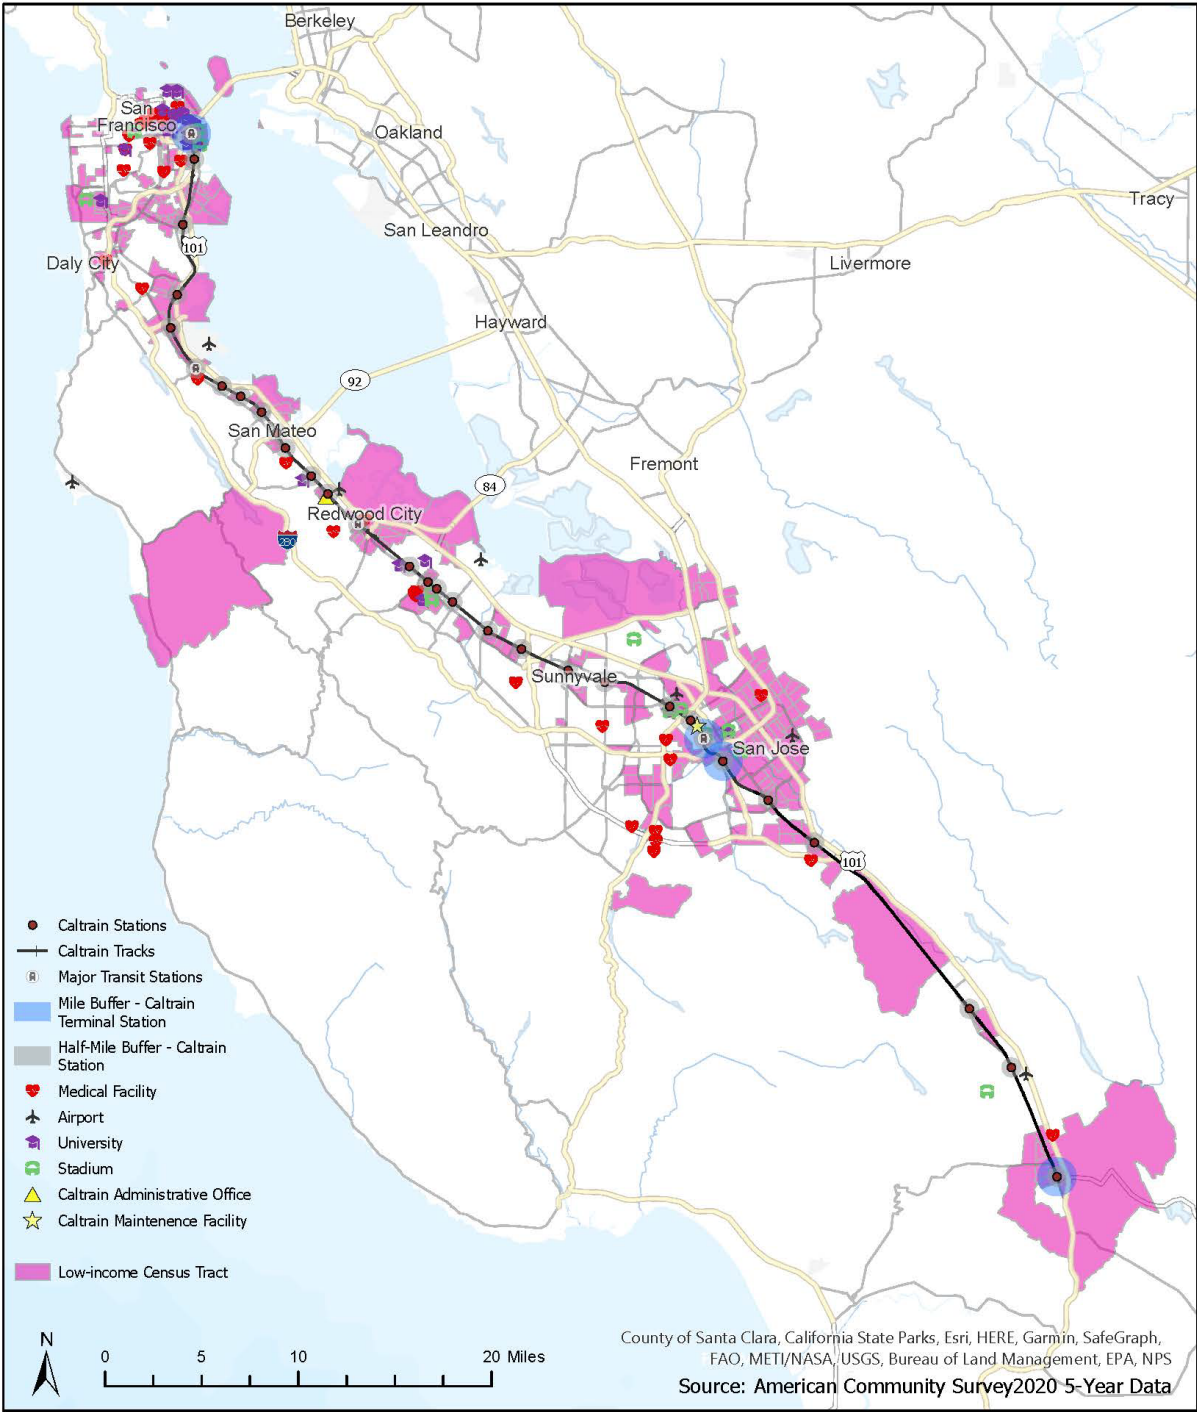 Berkeley
San
Francisco
Oakland
Tracy
San Leandro
101
Daly City
Livermore
Hayward
92
San Mateo
Fremont
84
Redwood City
280
Sunnyvale
San Jose
101
Caltrain Stations
Caltrain Tracks
Major Transit Stations
Mile Buffer - Caltrain
Terminal Station
Half-Mile Buffer - Caltrain
Station
Medical Facility
Airport
University
Stadium
Caltrain Administrative Office
Caltrain Maintenence Facility
Low-income Census Tract
N
0 5 10 20 Miles
County of Santa Clara, California State Parks, Esri, HERE, Garmin, SafeGraph,
FAO, METI/NASA, USGS, Bureau of Land Management, EPA, NPS
Source: American Community Survey2020 5-Year Data